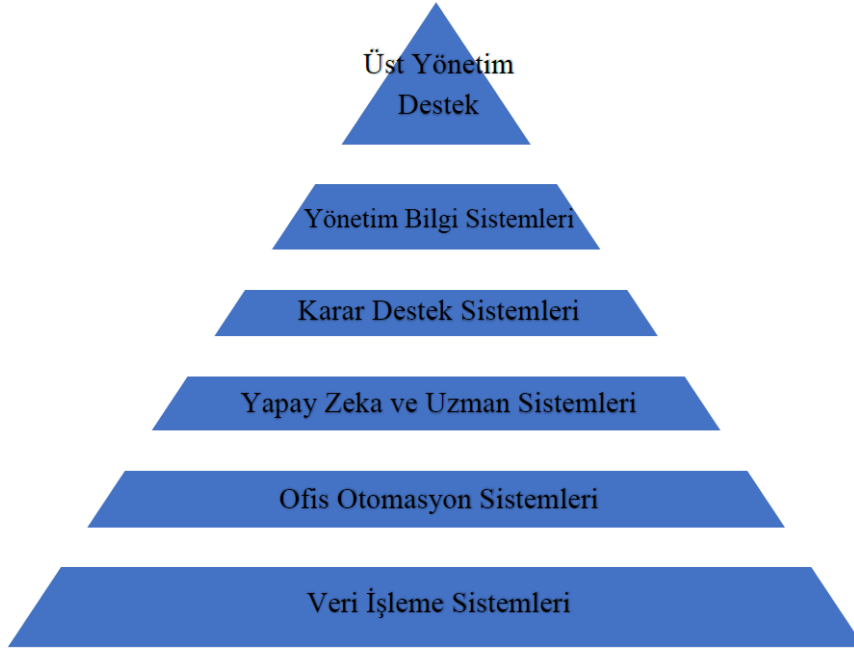 Üst Yönetim
Destek
Yönetim Bilgi Sistemleri
Karar Destek Sistemleri
Yapay Zeka ve Uzman Sistemleri
Ofis Otomasyon Sistemleri
Veri İşleme Sistemleri